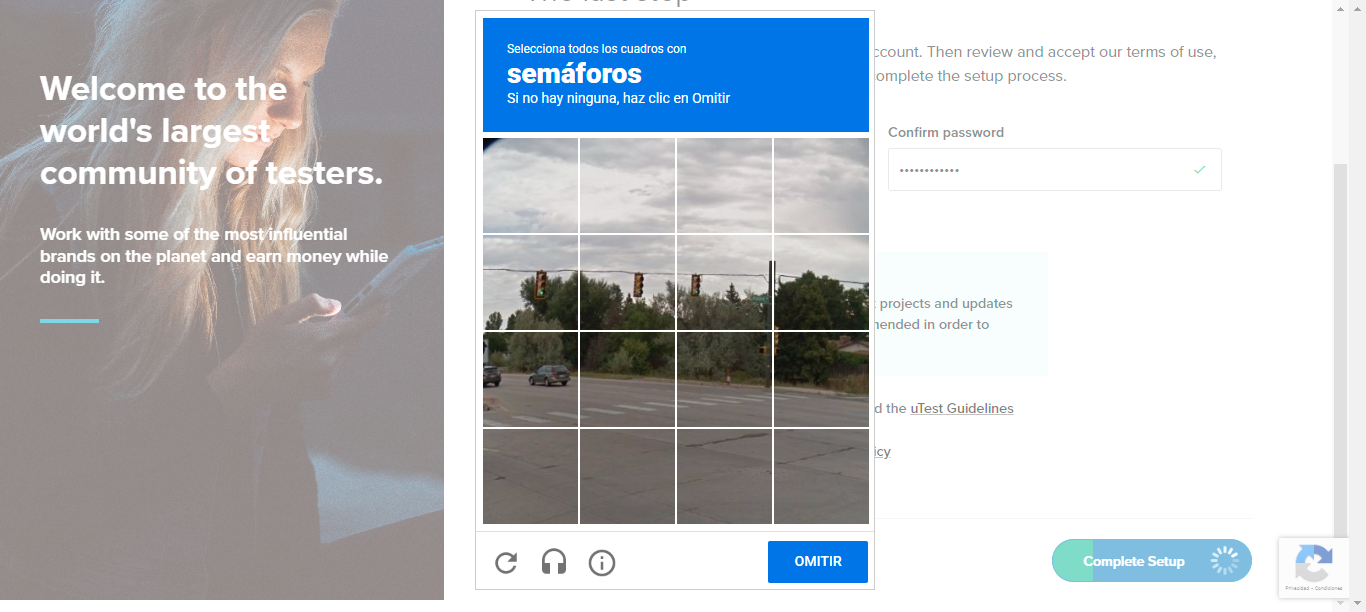 The last step
Welcome to the
world's largest
community of testers.
Work with some of the most influential
brands on the planet and earn money while
doing it.
Selecciona todos los cuadros con
semáforos
Si no hay ninguna, haz clic en Omitir
OMITIR
ccount. Then review and accept our terms of use,
omplete the setup process.
Confirm password
••••••••••••
projects and updates
nended in order to
d the uTest Guidelines
icy
Complete Setup
Privacidad - Condiciones